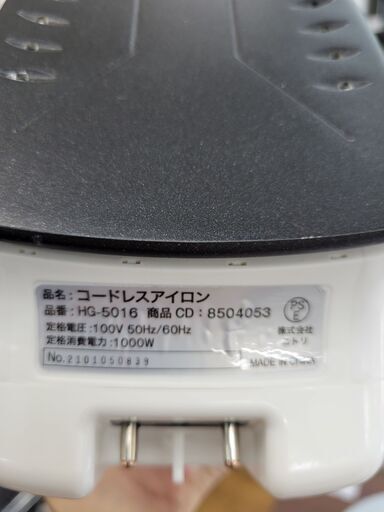 品名：コードレスアイロン
品番：HG-5016 商品CD：8504053
定格電圧：100V 50Hz/60Hz
定格消費電力：1000W
No.2101050839
PS
E
株式会社
ニトリ
MADE IN CHINA